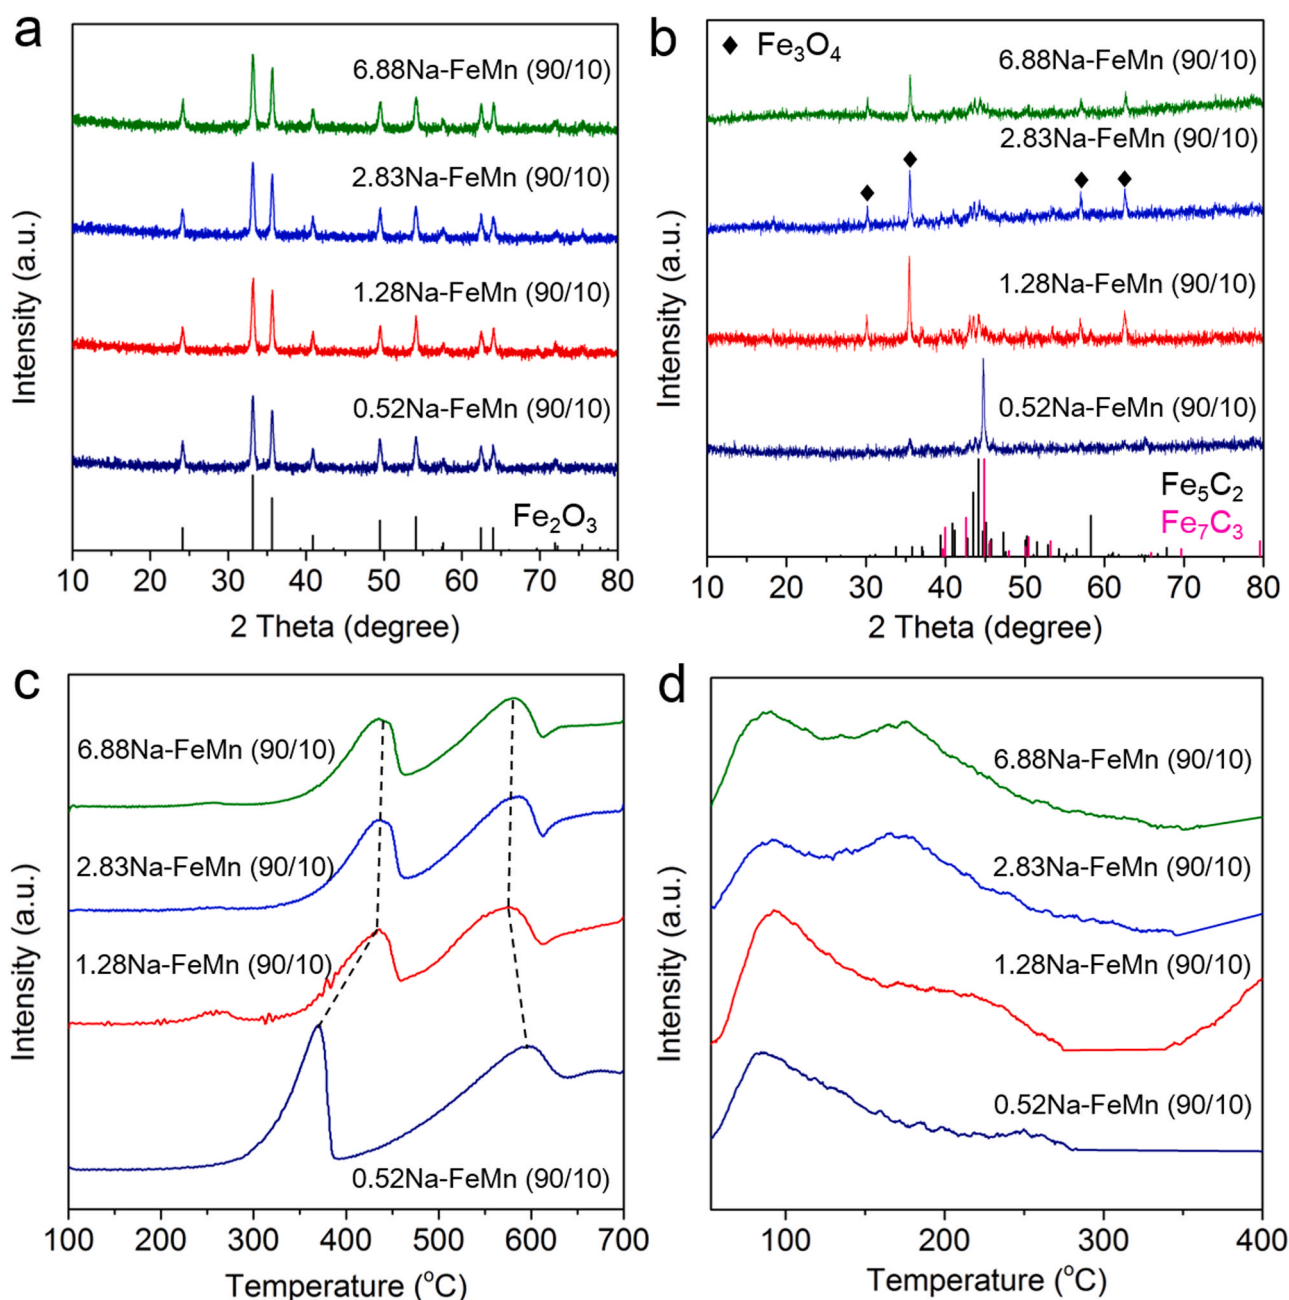 a
6.88Na-FeMn (90/10)
2.83Na-FeMn (90/10)
1.28Na-FeMn (90/10)
0.52Na-FeMn (90/10)
Fe₂O₃
Intensity (a.u.)
10 20 30 40 50 60 70 80
2 Theta (degree)
b
◆ Fe₃O₄
6.88Na-FeMn (90/10)
2.83Na-FeMn (90/10)
1.28Na-FeMn (90/10)
0.52Na-FeMn (90/10)
Fe₅C₂
Fe₇C₃
Intensity (a.u.)
10 20 30 40 50 60 70 80
2 Theta (degree)
c
6.88Na-FeMn (90/10)
2.83Na-FeMn (90/10)
1.28Na-FeMn (90/10)
0.52Na-FeMn (90/10)
Intensity (a.u.)
100 200 300 400 500 600 700
Temperature (°C)
d
6.88Na-FeMn (90/10)
2.83Na-FeMn (90/10)
1.28Na-FeMn (90/10)
0.52Na-FeMn (90/10)
Intensity (a.u.)
100 200 300 400
Temperature (°C)